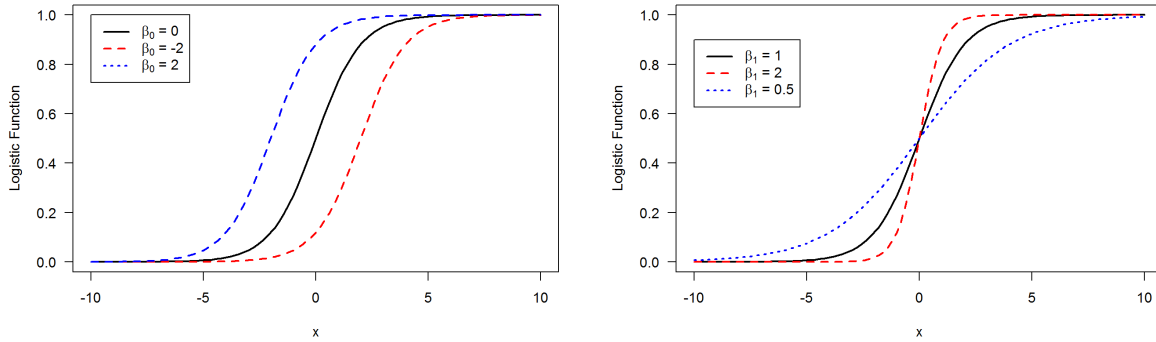 β0 = 0
β0 = -2
β0 = 2
Logistic Function
1.0
0.8
0.6
0.4
0.2
0.0
-10
-5
0
5
10
x
β1 = 1
β1 = 2
β1 = 0.5
Logistic Function
1.0
0.8
0.6
0.4
0.2
0.0
-10
-5
0
5
10
x